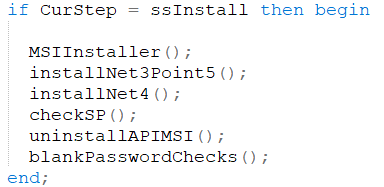 if CurStep = ssInstall then begin
MSIInstaller();
installNet3Point5();
installNet4();
checkSP();
uninstallAPIMSI();
blankPasswordChecks();
end;